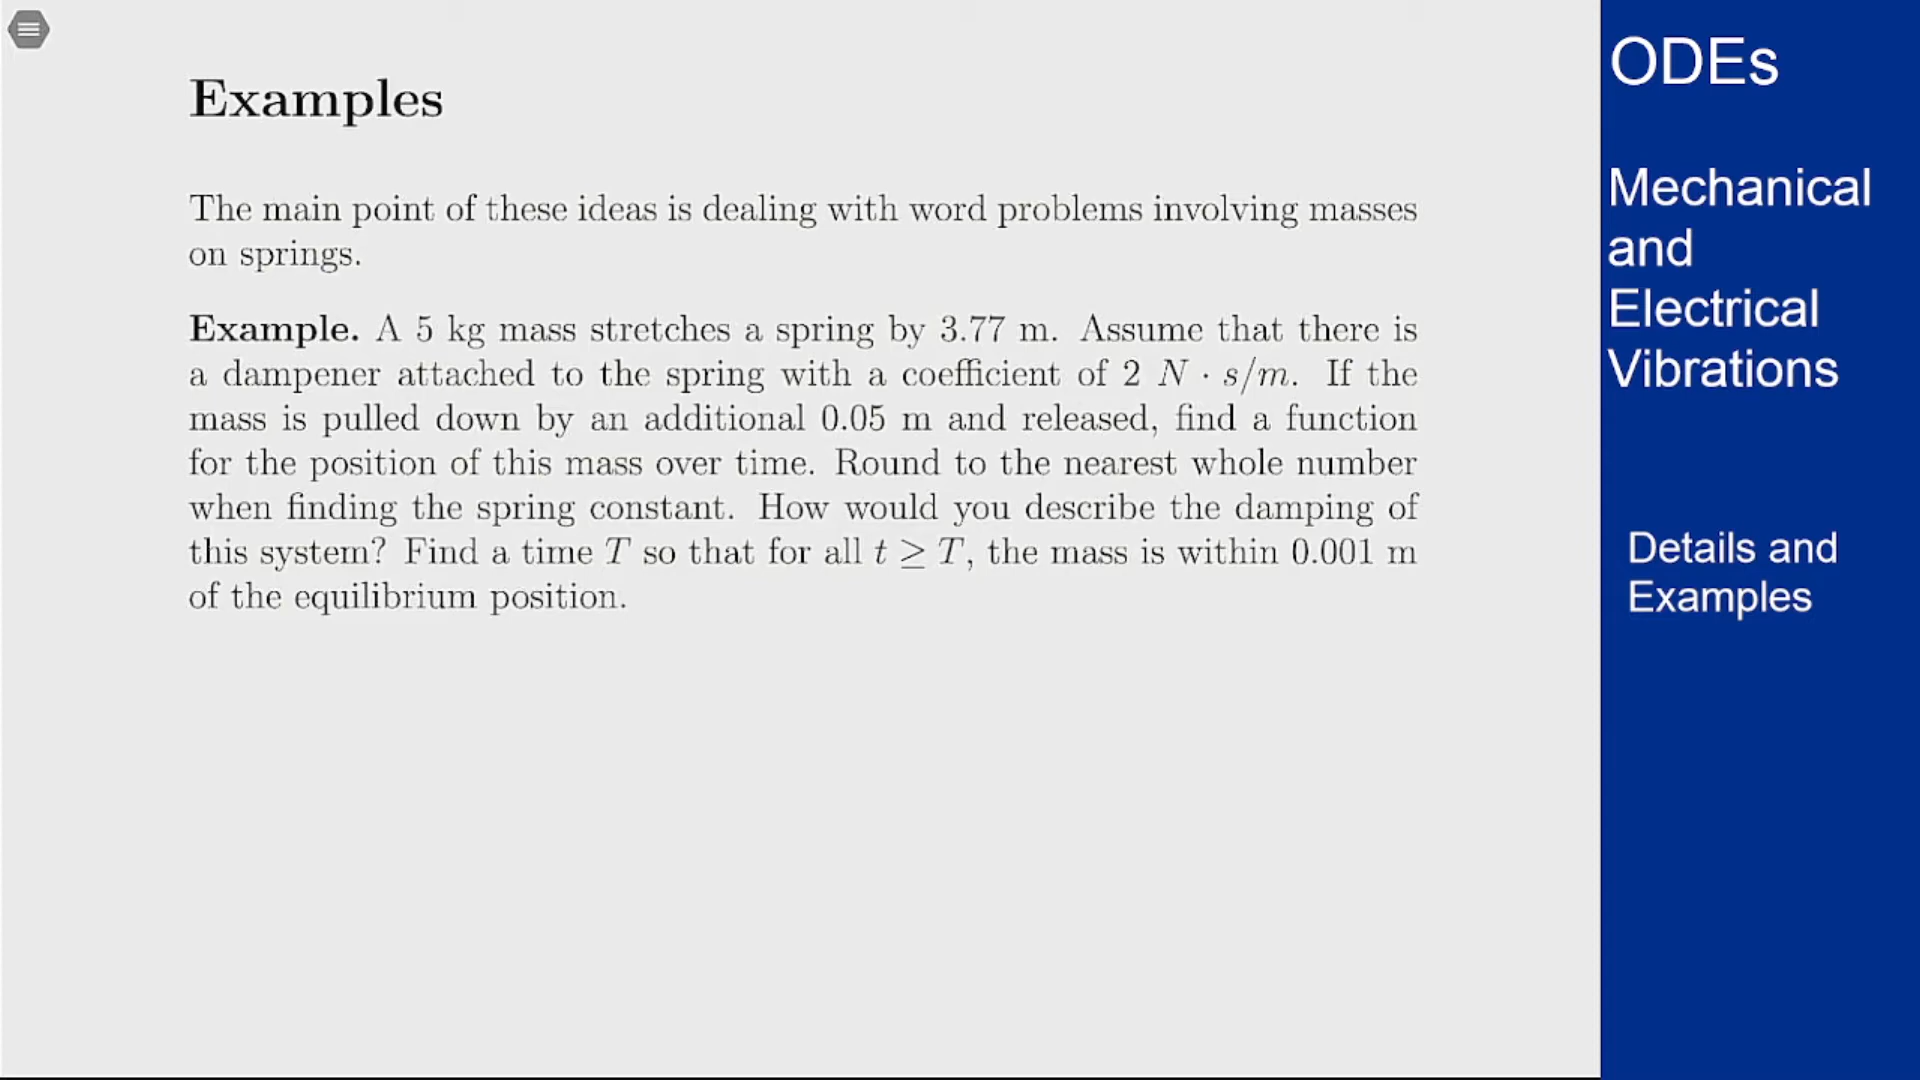 Examples
The main point of these ideas is dealing with word problems involving masses
on springs.
Example. A 5 kg mass stretches a spring by 3.77 m. Assume that there is
a dampener attached to the spring with a coefficient of 2 N · s/m. If the
mass is pulled down by an additional 0.05 m and released, find a function
for the position of this mass over time. Round to the nearest whole number
when finding the spring constant. How would you describe the damping of
this system? Find a time T so that for all t ≥ T, the mass is within 0.001 m
of the equilibrium position.
ODEs
Mechanical
and
Electrical
Vibrations
Details and
Examples